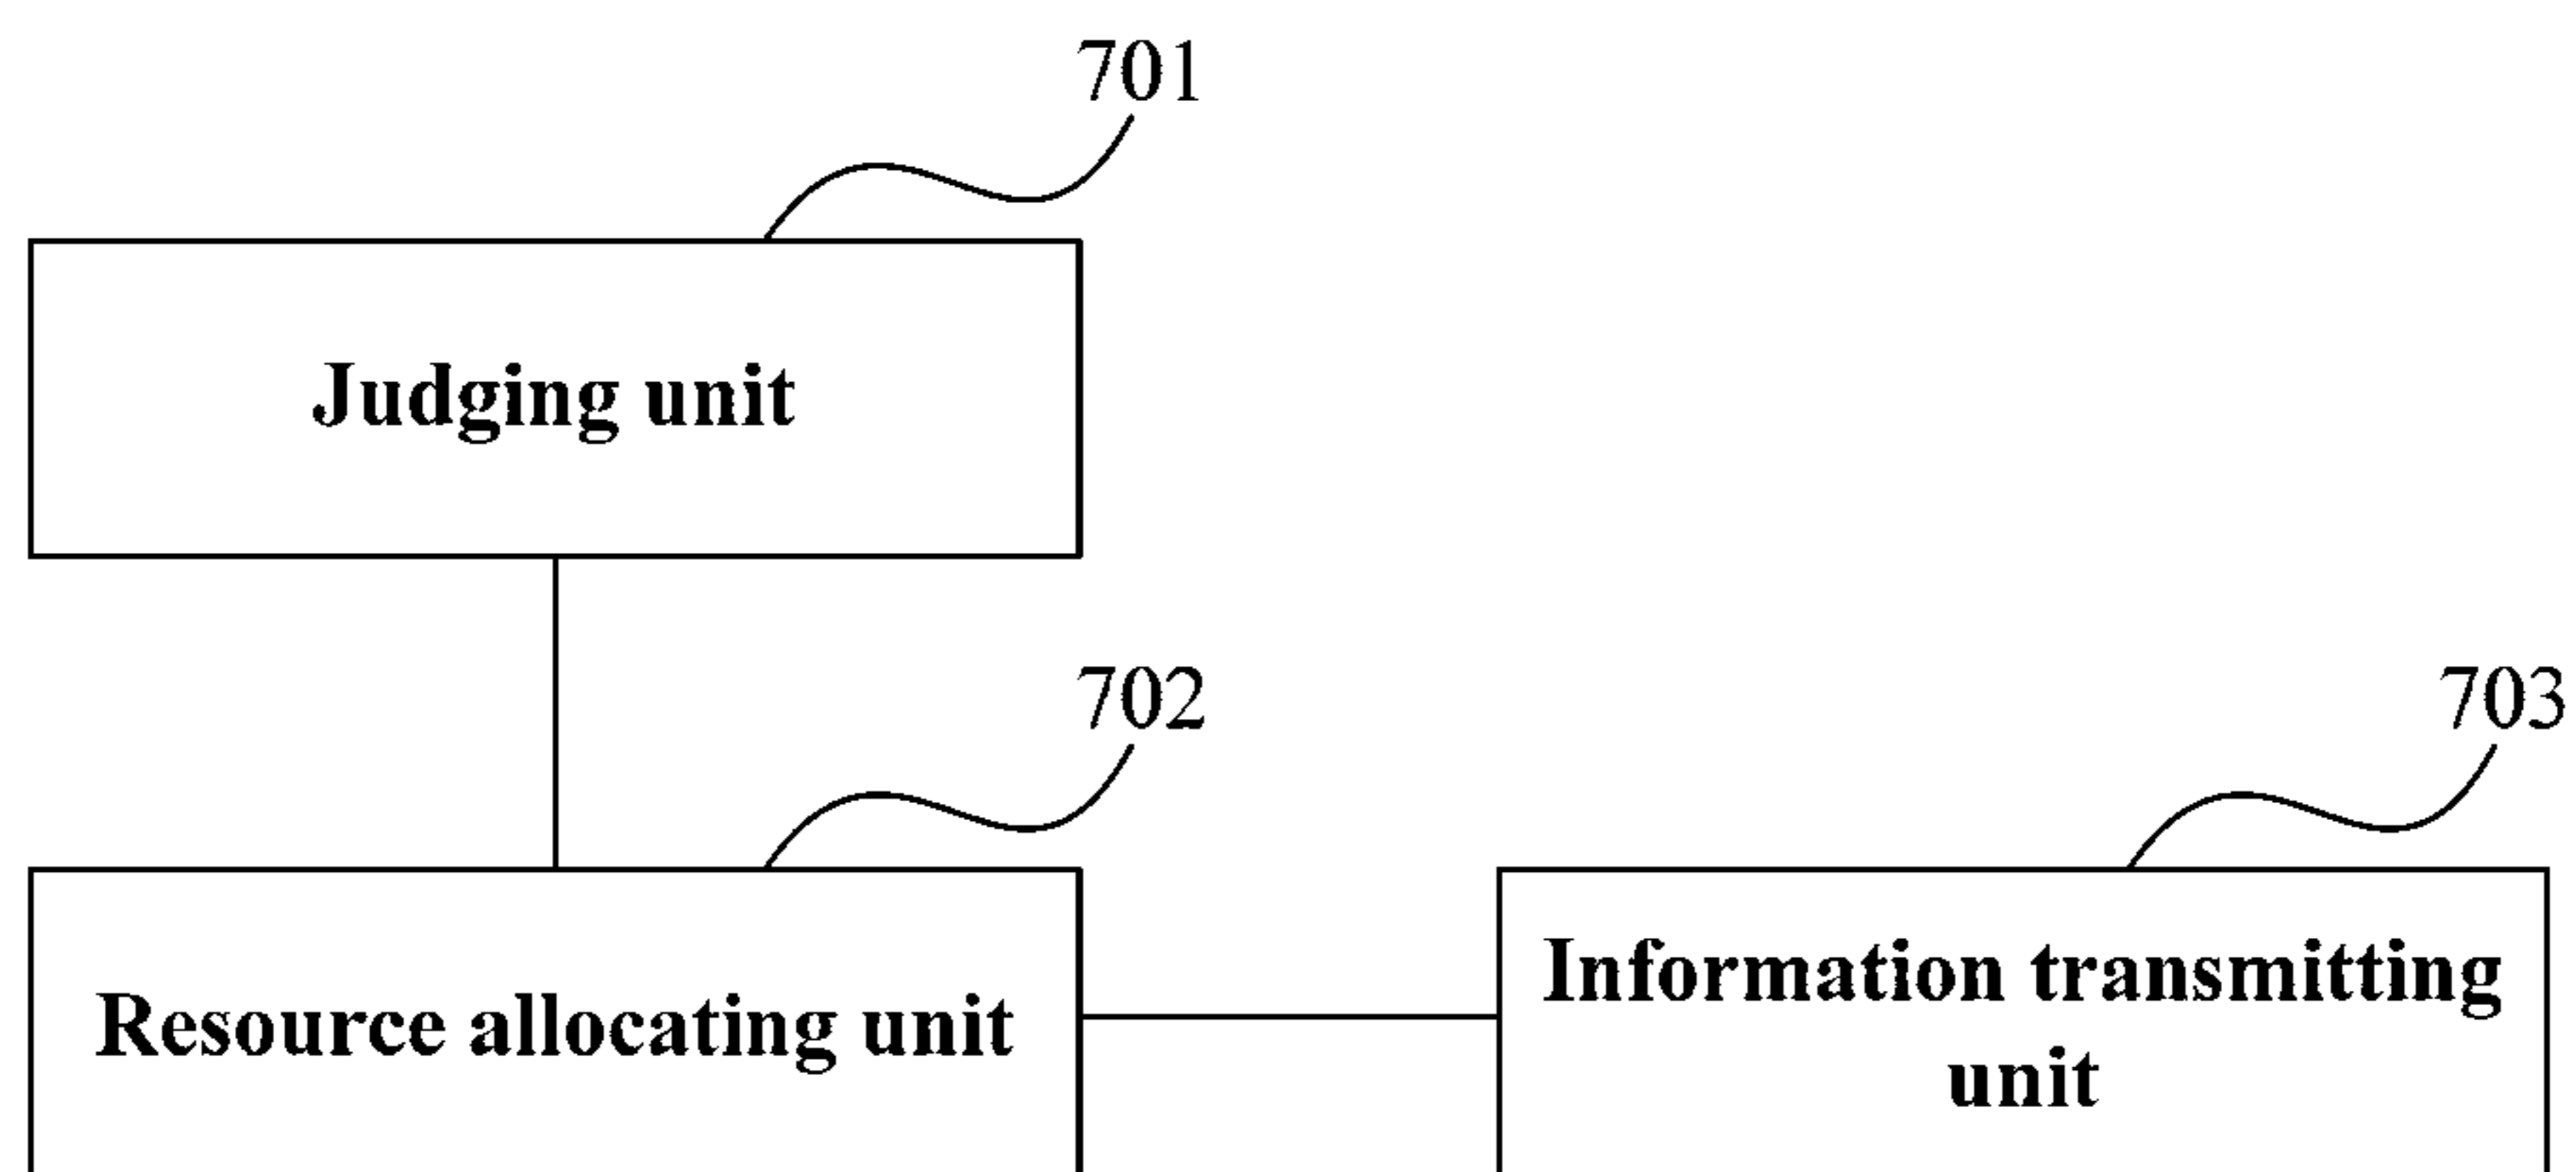 701
Judging unit
702
703
Resource allocating unit
Information transmitting
unit